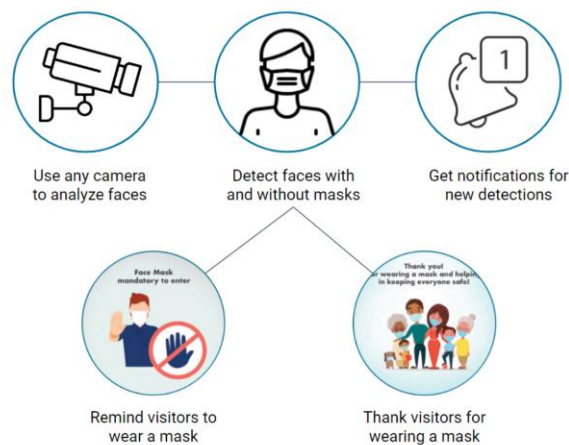 1
Use any camera
to analyze faces
Detect faces with
and without masks
Get notifications for
new detections
Face Mask
mandatory to enter
Thank you!
or wearing a mask and helpin
in keeping everyone safe!
Remind visitors to
wear a mask
Thank visitors for
wearing a mask